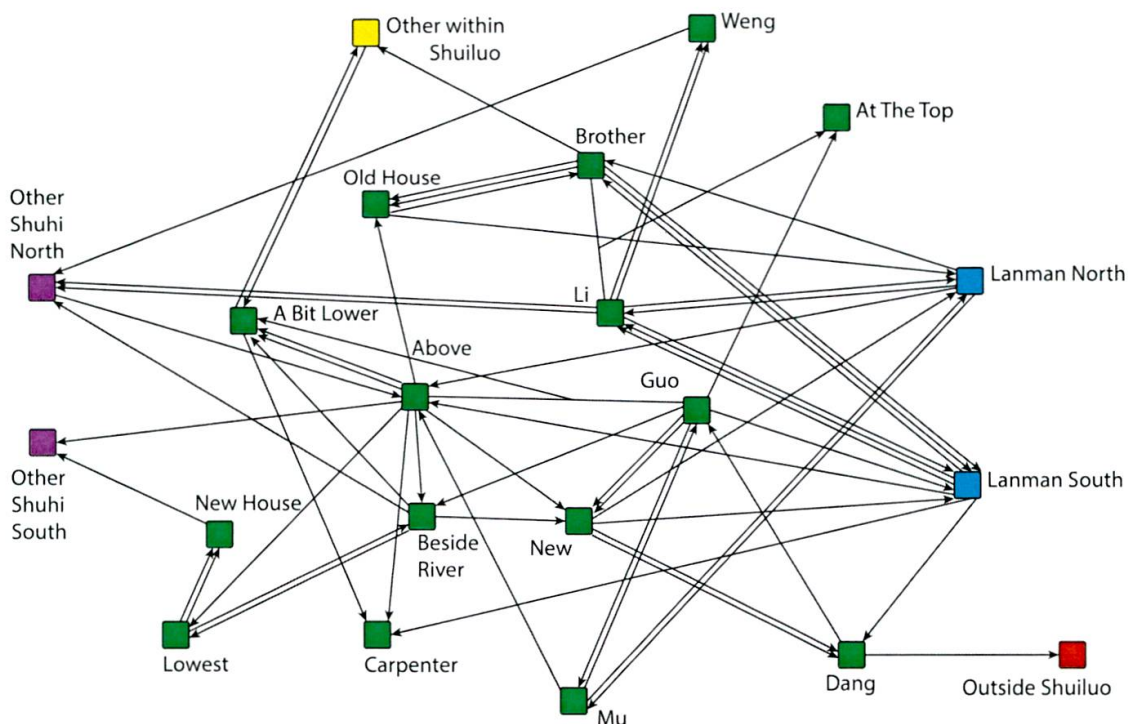 Other within
Shuiluo
Weng
At The Top
Brother
Old House
Other
Shuhi
North
Lanman North
Li
A Bit Lower
Above
Guo
Other
Shuhi
South
Lanman South
New House
Beside
River
New
Lowest
Carpenter
Dang
Outside Shuiluo
Mu